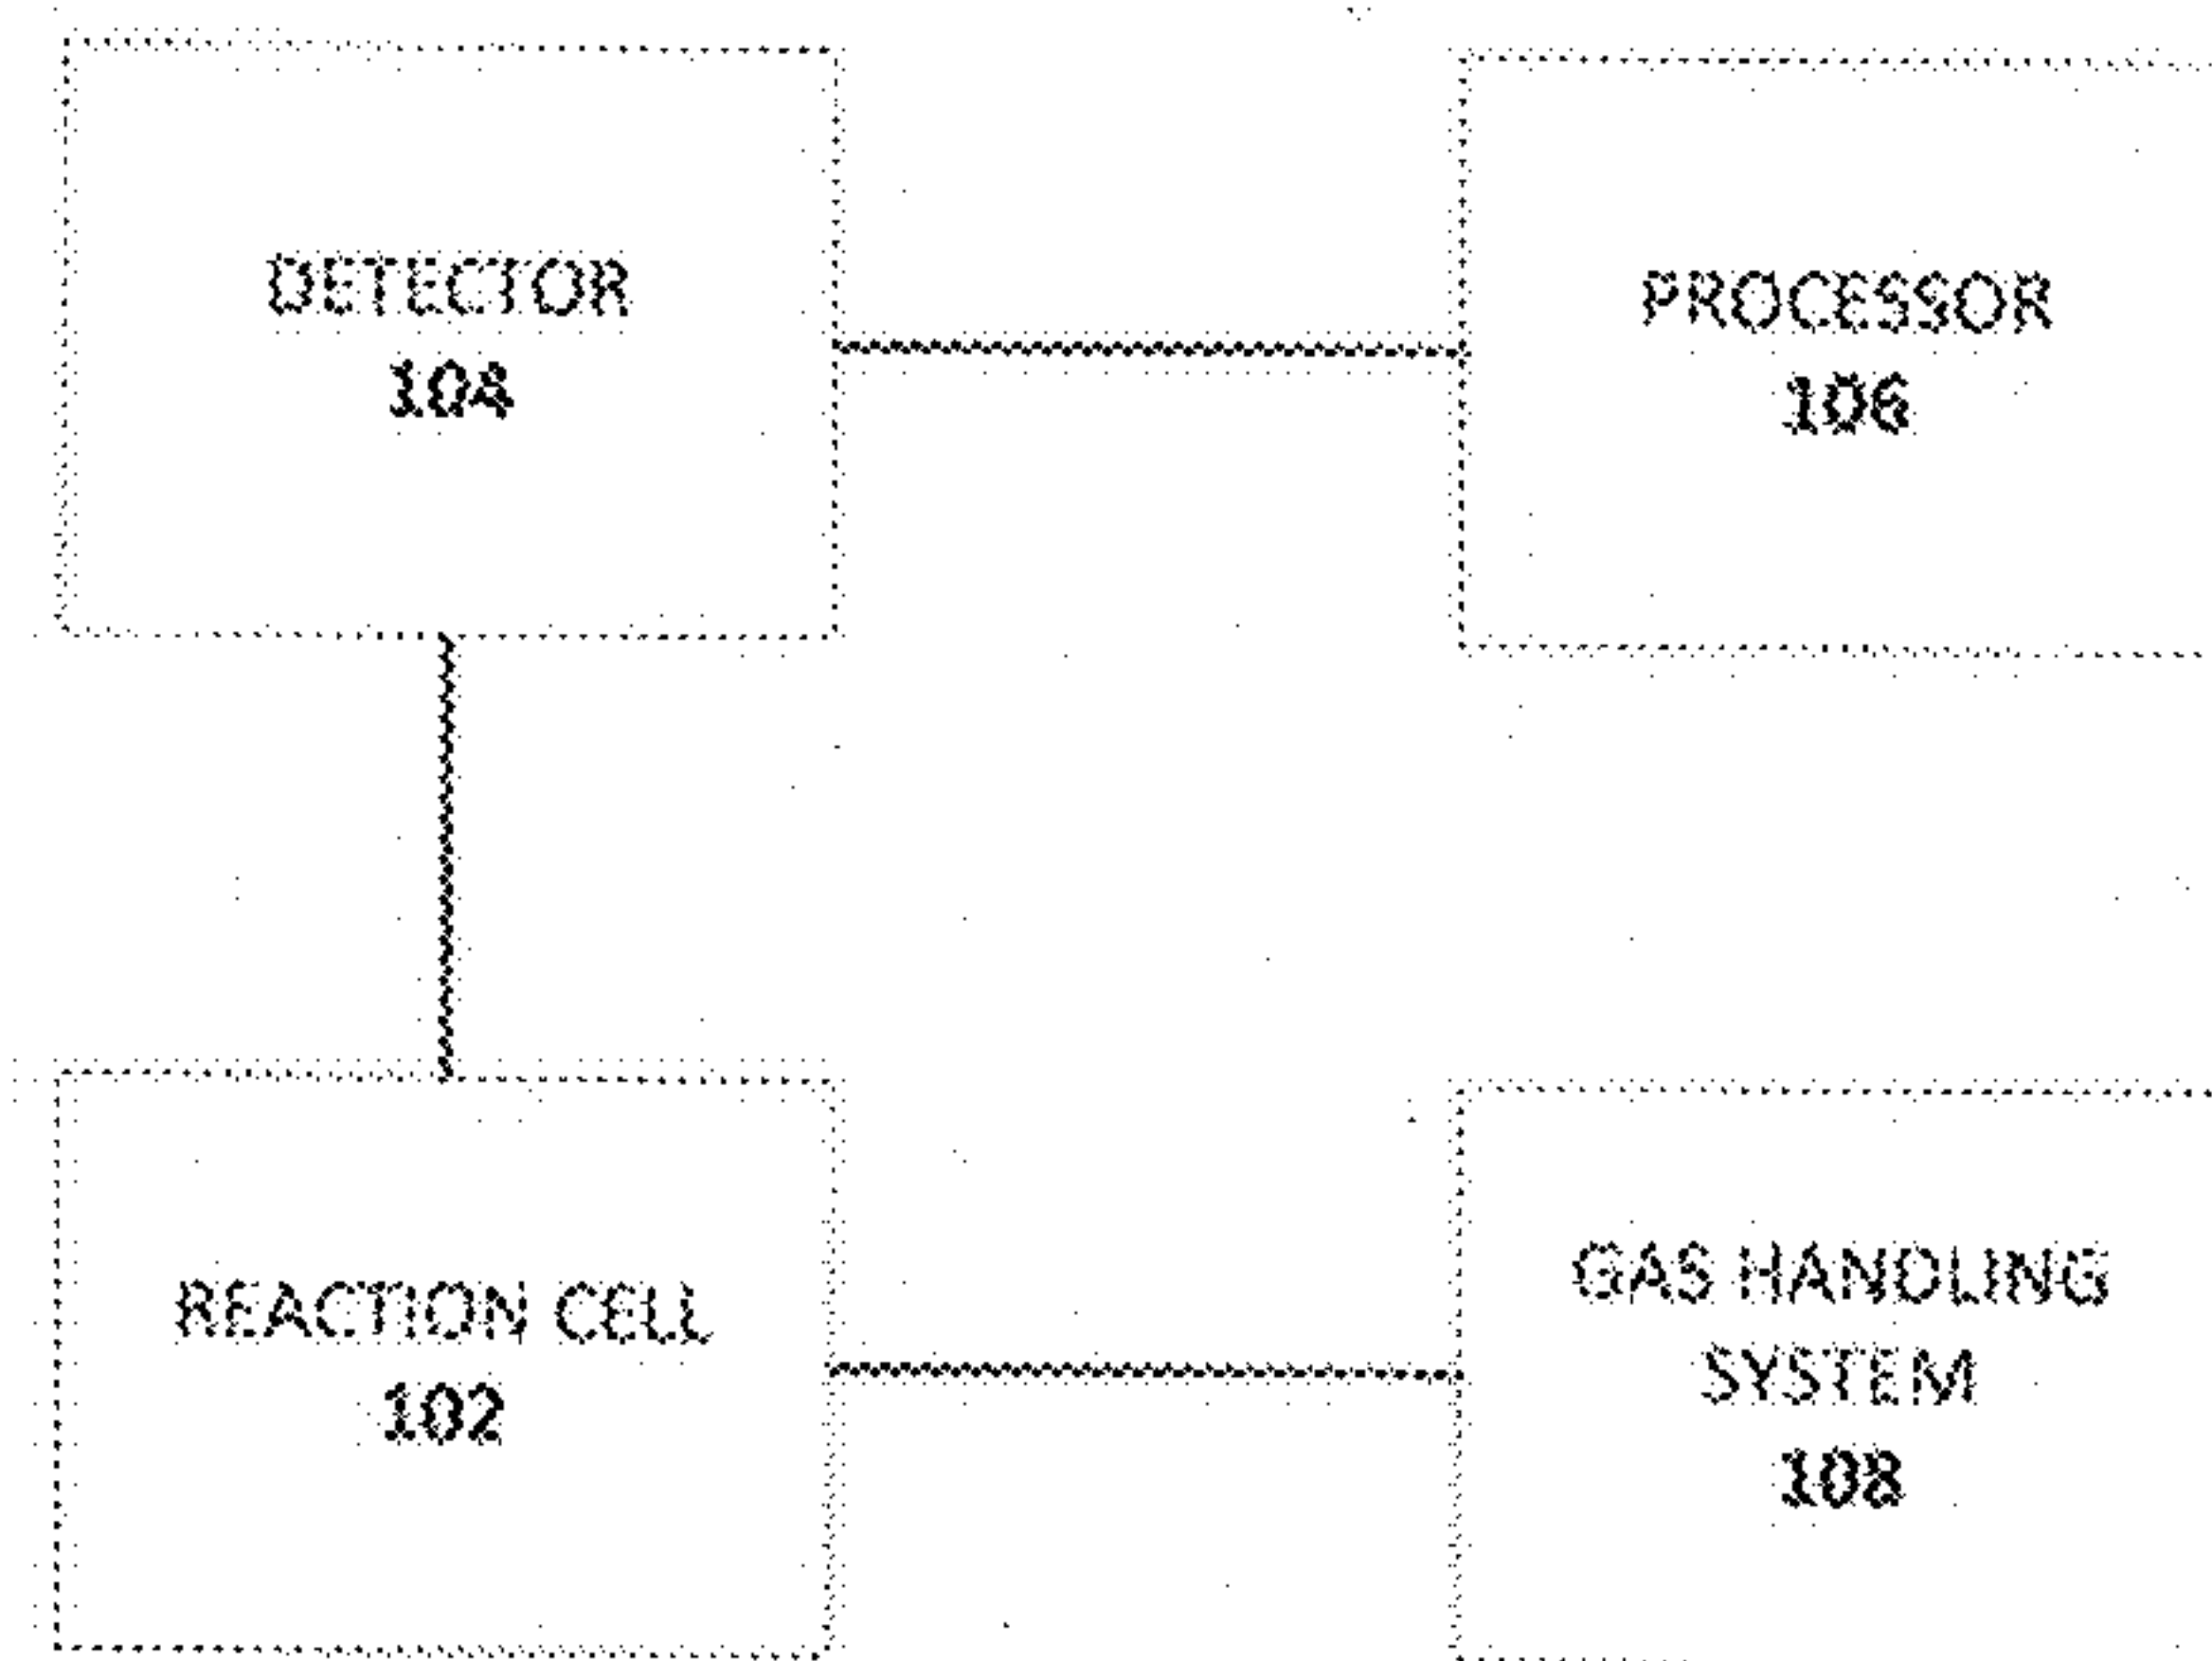 DETECTOR
104
PROCESSOR
106
REACTION CELL
102
GAS HANDLING
SYSTEM
108